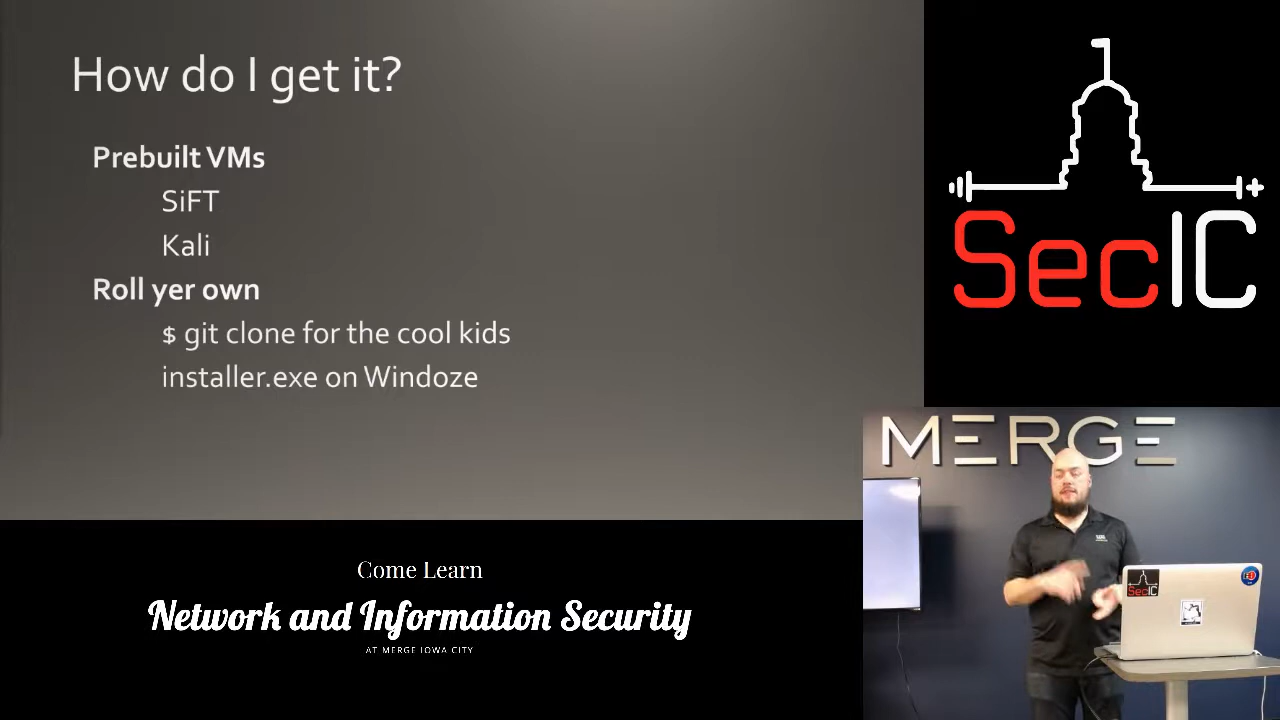 How do I get it?
Prebuilt VMs
SiFT
Kali
Roll yer own
$ git clone for the cool kids
installer.exe on Windoze
SecIC
MERGE
SecIC
Come Learn
Network and Information Security
AT MERGE IOWA CITY